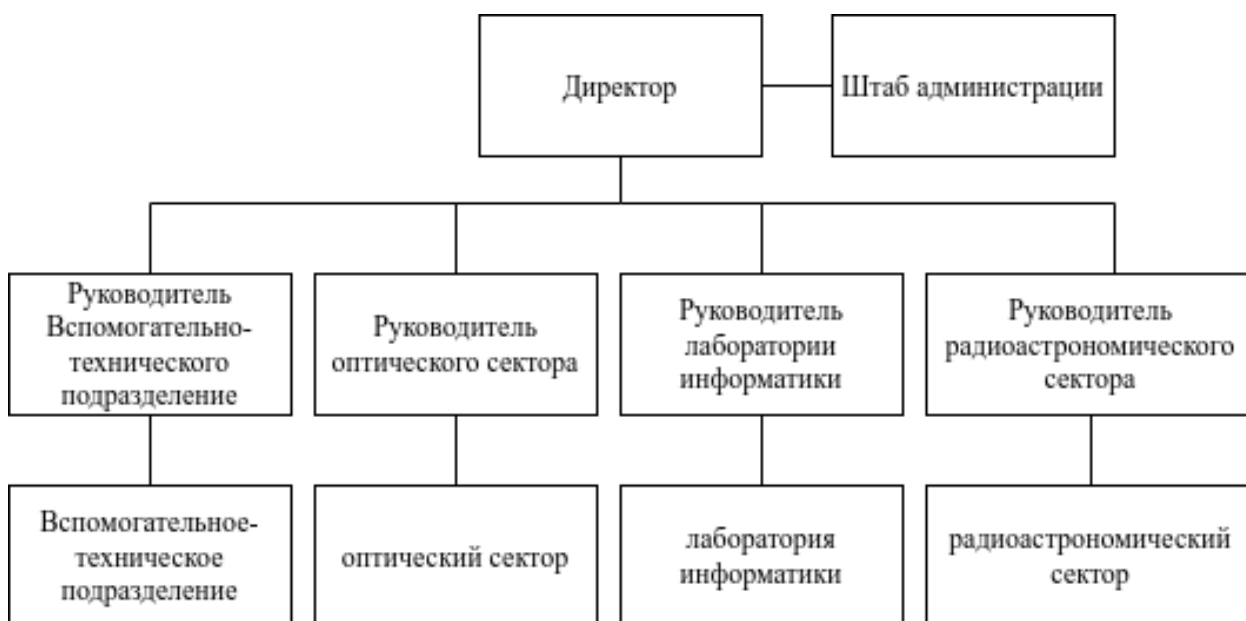 Директор
Штаб администрации
Руководитель
Вспомогательно-
технического
подразделение
Руководитель
оптического сектора
Руководитель
лаборатории
информатики
Руководитель
радиоастрономического
сектора
Вспомогательное-
техническое
подразделение
оптический сектор
лаборатория
информатики
радиоастрономический
сектор